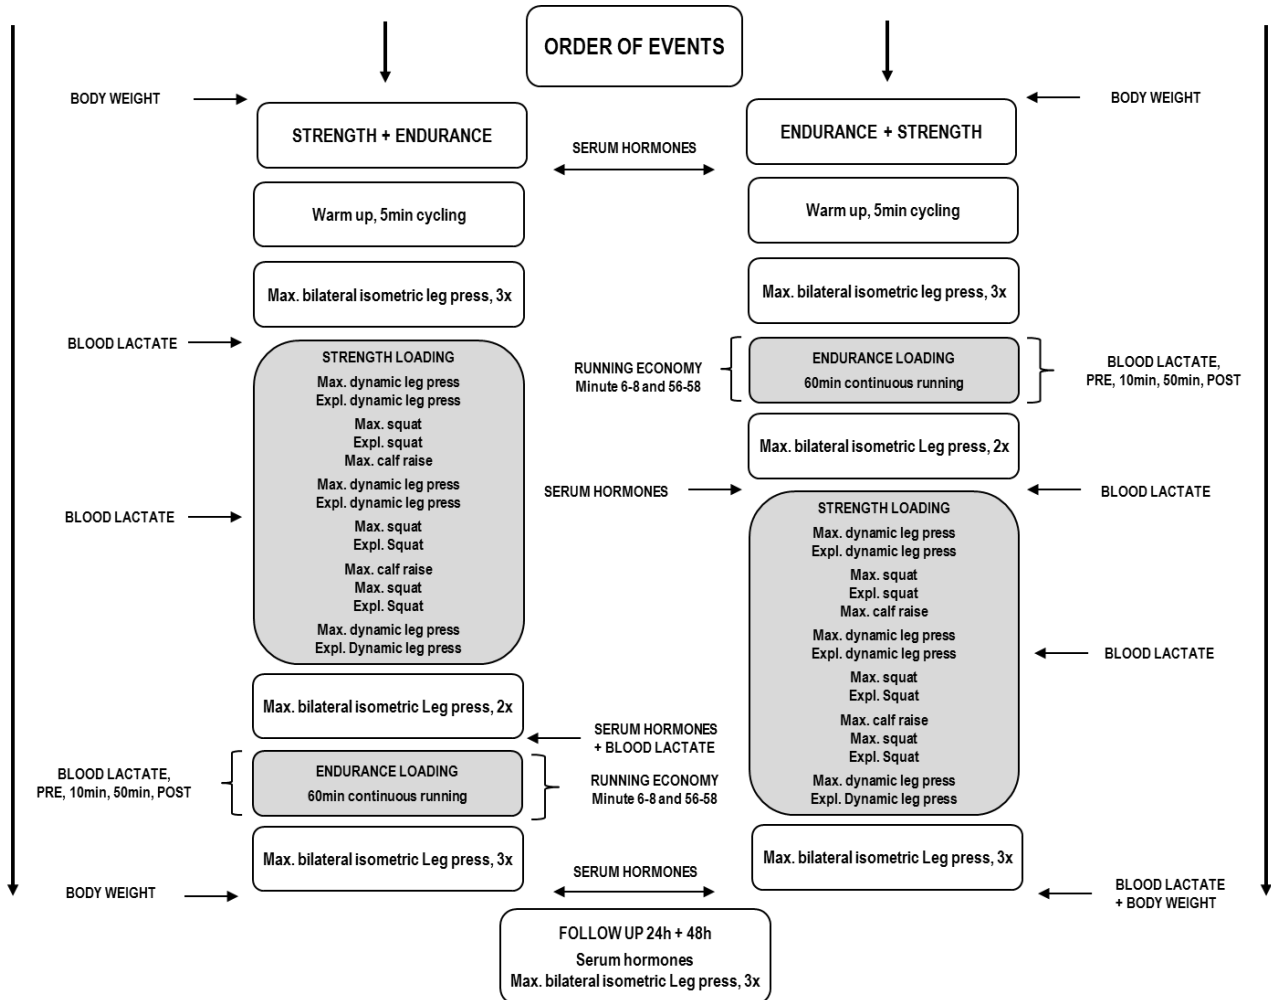 ORDER OF EVENTS
BODY WEIGHT
STRENGTH + ENDURANCE
Warm up, 5min cycling
Max. bilateral isometric leg press, 3x
BLOOD LACTATE
STRENGTH LOADING
Max. dynamic leg press
Expl. dynamic leg press
Max. squat
Expl. squat
Max. calf raise
Max. dynamic leg press
Expl. dynamic leg press
BLOOD LACTATE
Max. squat
Expl. Squat
Max. calf raise
Max. squat
Expl. Squat
Max. dynamic leg press
Expl. Dynamic leg press
Max. bilateral isometric Leg press, 2x
SERUM HORMONES
+ BLOOD LACTATE
BLOOD LACTATE,
PRE, 10min, 50min, POST
ENDURANCE LOADING
60min continuous running
RUNNING ECONOMY
Minute 6-8 and 56-58
Max. bilateral isometric Leg press, 3x
BODY WEIGHT
SERUM HORMONES
BODY WEIGHT
ENDURANCE + STRENGTH
Warm up, 5min cycling
Max. bilateral isometric leg press, 3x
RUNNING ECONOMY
Minute 6-8 and 56-58
ENDURANCE LOADING
60min continuous running
BLOOD LACTATE,
PRE, 10min, 50min, POST
Max. bilateral isometric Leg press, 2x
SERUM HORMONES
BLOOD LACTATE
STRENGTH LOADING
Max. dynamic leg press
Expl. dynamic leg press
Max. squat
Expl. squat
Max. calf raise
Max. dynamic leg press
Expl. dynamic leg press
BLOOD LACTATE
Max. squat
Expl. Squat
Max. calf raise
Max. squat
Expl. Squat
Max. dynamic leg press
Expl. Dynamic leg press
Max. bilateral isometric Leg press, 3x
SERUM HORMONES
BLOOD LACTATE
+ BODY WEIGHT
FOLLOW UP 24h + 48h
Serum hormones
Max. bilateral isometric Leg press, 3x